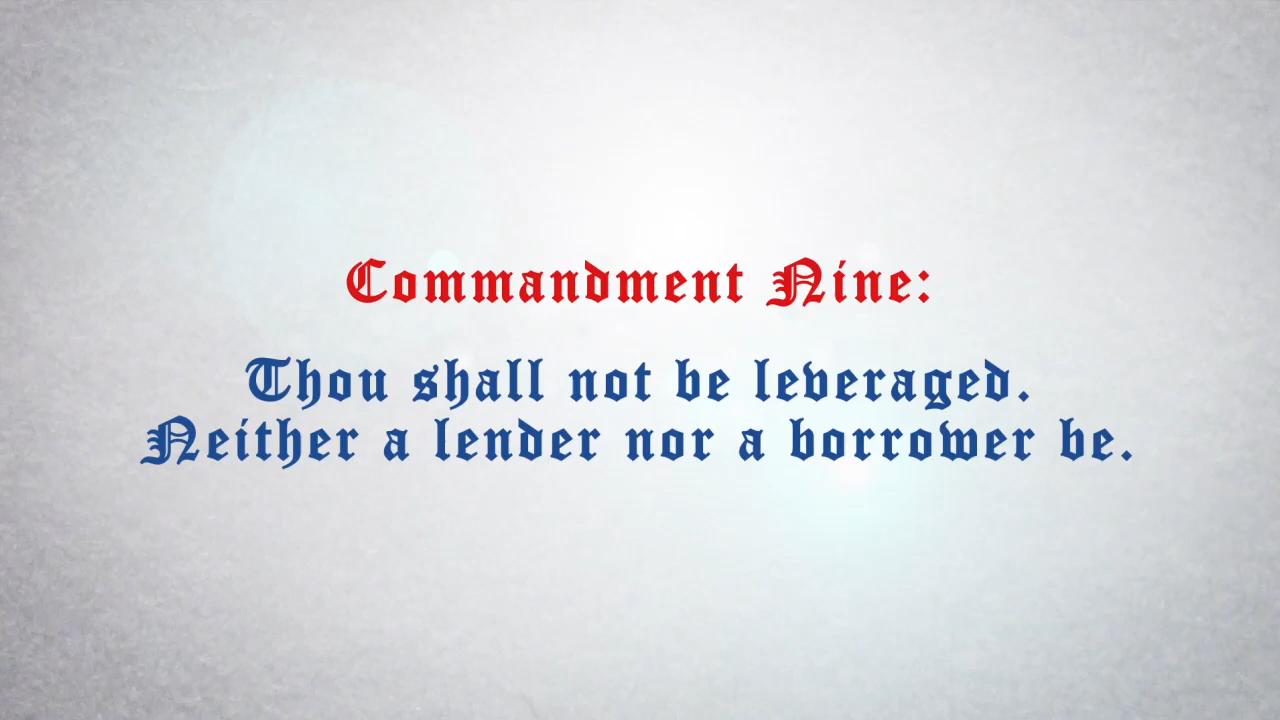 Commandment Nine:
Thou shall not be leveraged.
Neither a lender nor a borrower be.